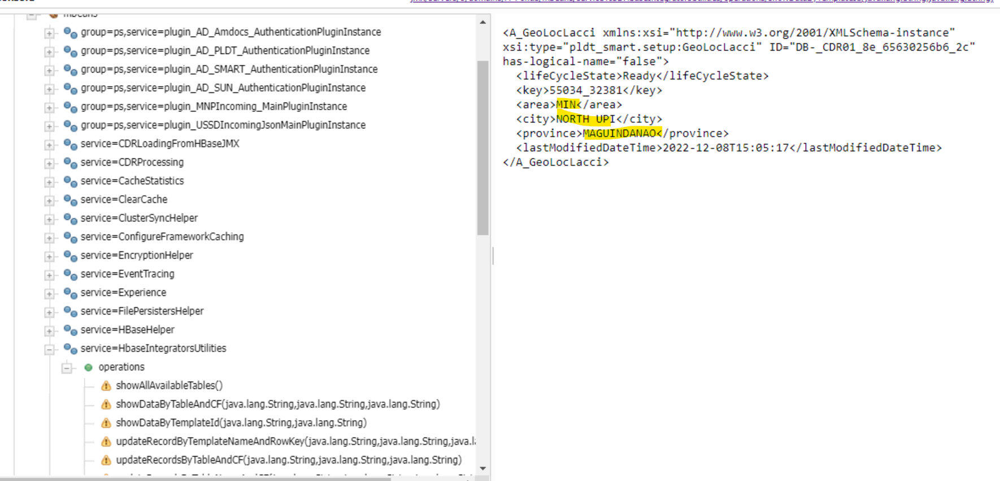 mbeans
group=ps,service=plugin_AD_Amdocs_AuthenticationPluginInstance
group=ps,service=plugin_AD_PLDT_AuthenticationPluginInstance
group=ps,service=plugin_AD_SMART_AuthenticationPluginInstance
group=ps,service=plugin_AD_SUN_AuthenticationPluginInstance
group=ps,service=plugin_MNPIncoming_MainPluginInstance
group=ps,service=plugin_USSDIncomingJsonMainPluginInstance
service=CDRLoadingFromHBaseJMX
service=CDRProcessing
service=CacheStatistics
service=ClearCache
service=ClusterSyncHelper
service=ConfigureFrameworkCaching
service=EncryptionHelper
service=EventTracing
service=Experience
service=FilePersistersHelper
service=HBaseHelper
service=HbaseIntegratorsUtilities
operations
showAllAvailableTables()
showDataByTableAndCF(java.lang.String,java.lang.String,java.lang.String)
showDataByTemplateId(java.lang.String,java.lang.String)
updateRecordByTemplateNameAndRowKey(java.lang.String,java.lang.String,java.l
updateRecordsByTableAndCF(java.lang.String,java.lang.String,java.lang.String)
<A_GeoLocLacci xmlns:xsi="http://www.w3.org/2001/XMLSchema-instance"
xsi:type="pldt_smart.setup:GeoLocLacci" ID="DB-_CDR01_8e_65630256b6_2c"
has-logical-name="false">
<lifeCycleState>Ready</lifeCycleState>
<key>55034_32381</key>
<area>MIN</area>
<city>NORTH UPI</city>
<province>MAGUINDANAO</province>
<lastModifiedDateTime>2022-12-08T15:05:17</lastModifiedDateTime>
</A_GeoLocLacci>